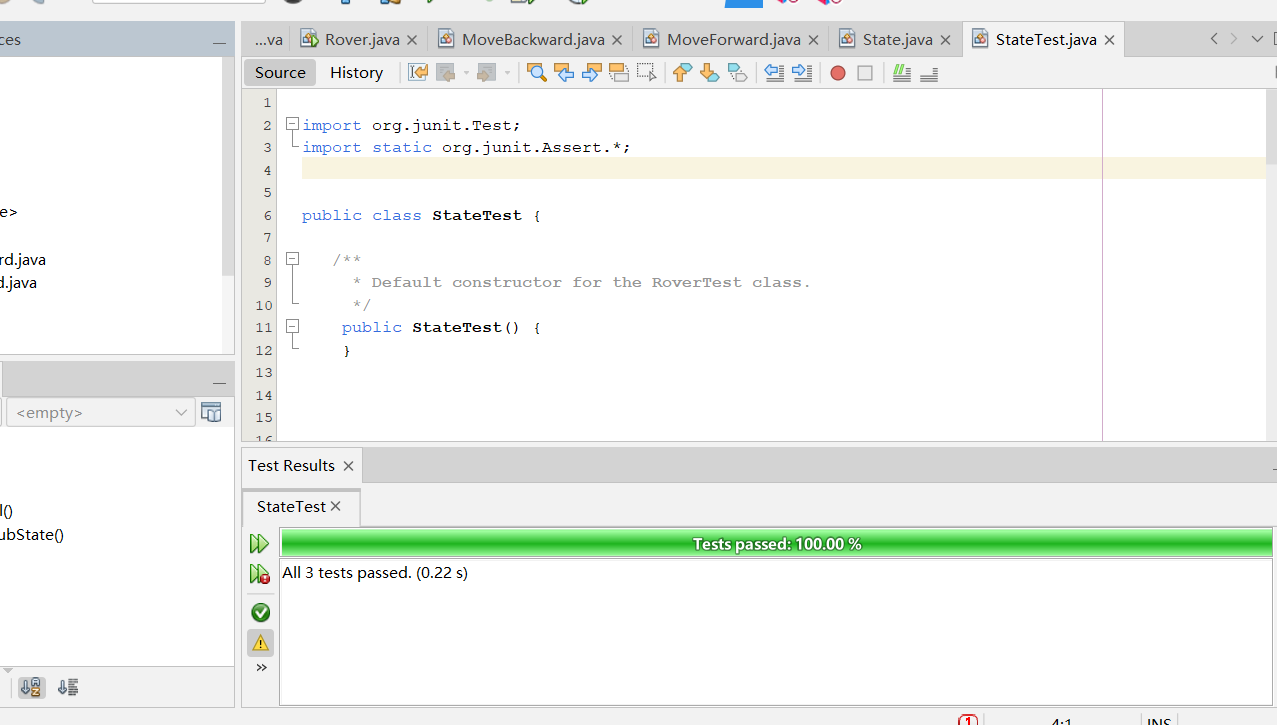 ces
...va Rover.java MoveBackward.java MoveForward.java State.java StateTest.java
Source History
1
2 import org.junit.Test;
3 import static org.junit.Assert.*;
4
5
6 public class StateTest {
7
8 /**
9 * Default constructor for the RoverTest class.
10 */
11 public StateTest() {
12 }
13
14
15
16
e>
rd.java
d.java
<empty>
l()
ubState()
Test Results
StateTest
Tests passed: 100.00 %
All 3 tests passed. (0.22 s)
1 4:1 INS